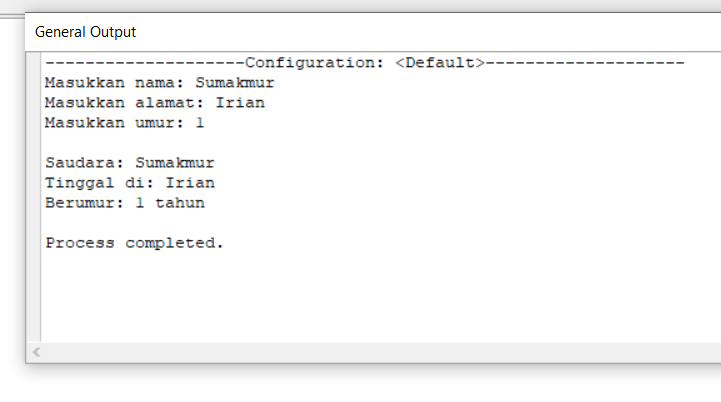 General Output
--------------------Configuration: <Default>--------------------
Masukkan nama: Sumakmur
Masukkan alamat: Irian
Masukkan umur: 1
Saudara: Sumakmur
Tinggal di: Irian
Berumur: 1 tahun
Process completed.